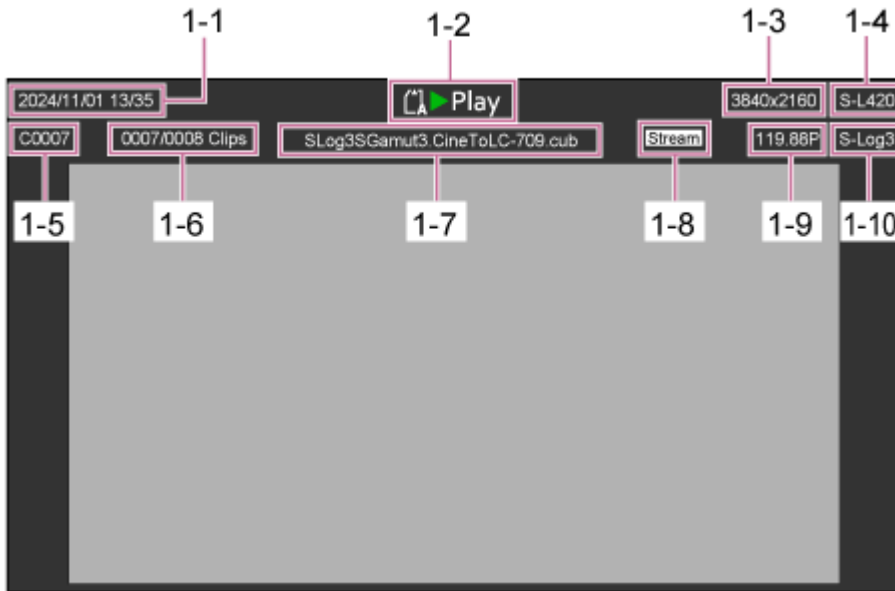 1-1 1-2 1-3 1-4
2024/11/01 13/35 A Play 3840x2160 S-L420
C0007 0007/0008 Clips SLog3SGamut3.CineToLC-709.cub Stream 119.88P S-Log3
1-5 1-6 1-7 1-8 1-9 1-10